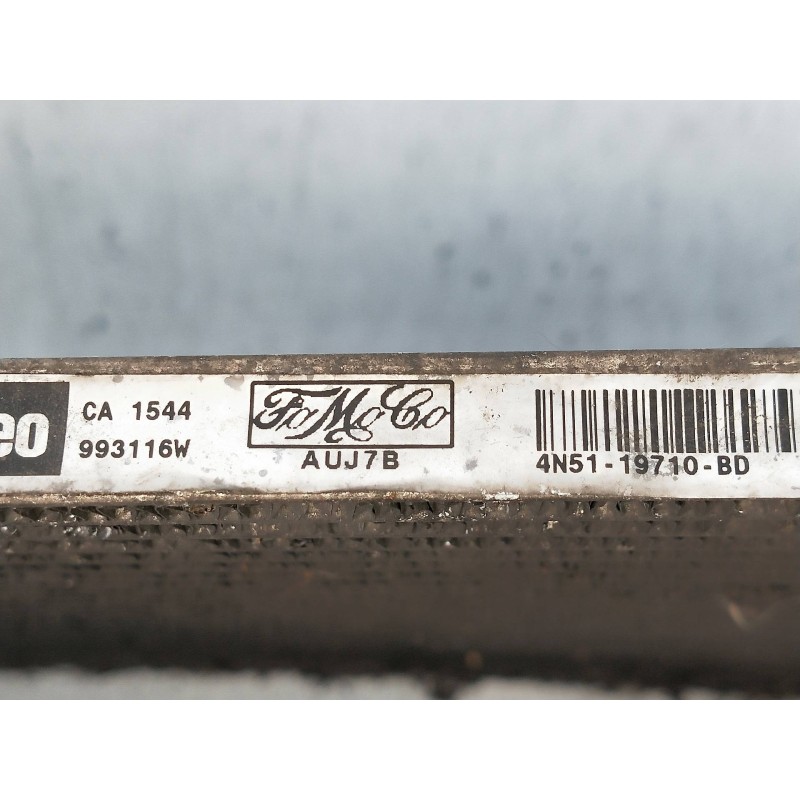 eo
CA 1544
993116W
FoMoCo
AUJ7B
4N51-19710-BD